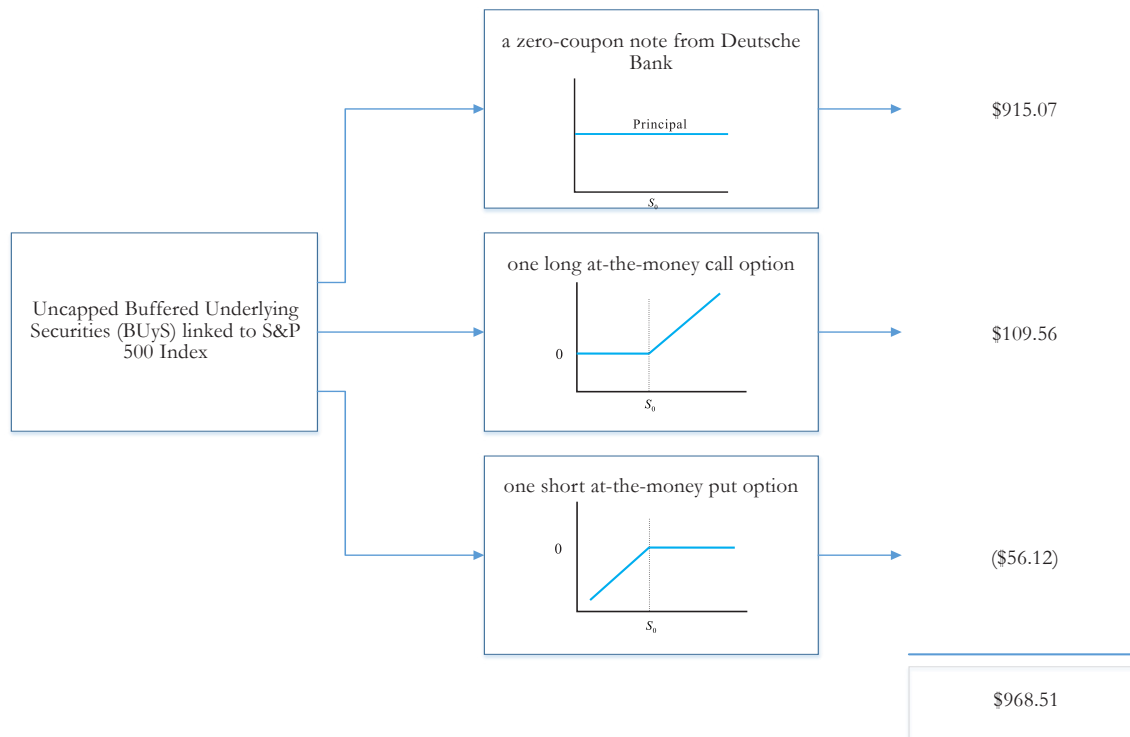 a zero-coupon note from Deutsche
Bank
Principal
S₀
$915.07
Uncapped Buffered Underlying
Securities (BUyS) linked to S&P
500 Index
one long at-the-money call option
0
S₀
$109.56
one short at-the-money put option
0
S₀
($56.12)
$968.51